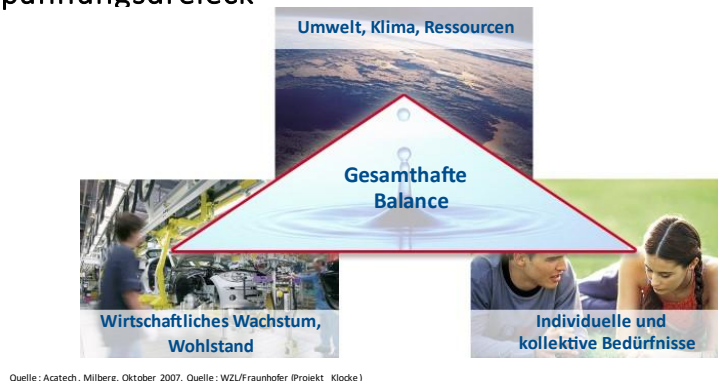 Spannungsdreieck
Umwelt, Klima, Ressourcen
Gesamthafte
Balance
Wirtschaftliches Wachstum,
Wohlstand
Individuelle und
kollektive Bedürfnisse
Quelle: Acatech, Milberg, Oktober 2007, Quelle: WZL/Fraunhofer (Projekt Klocke)